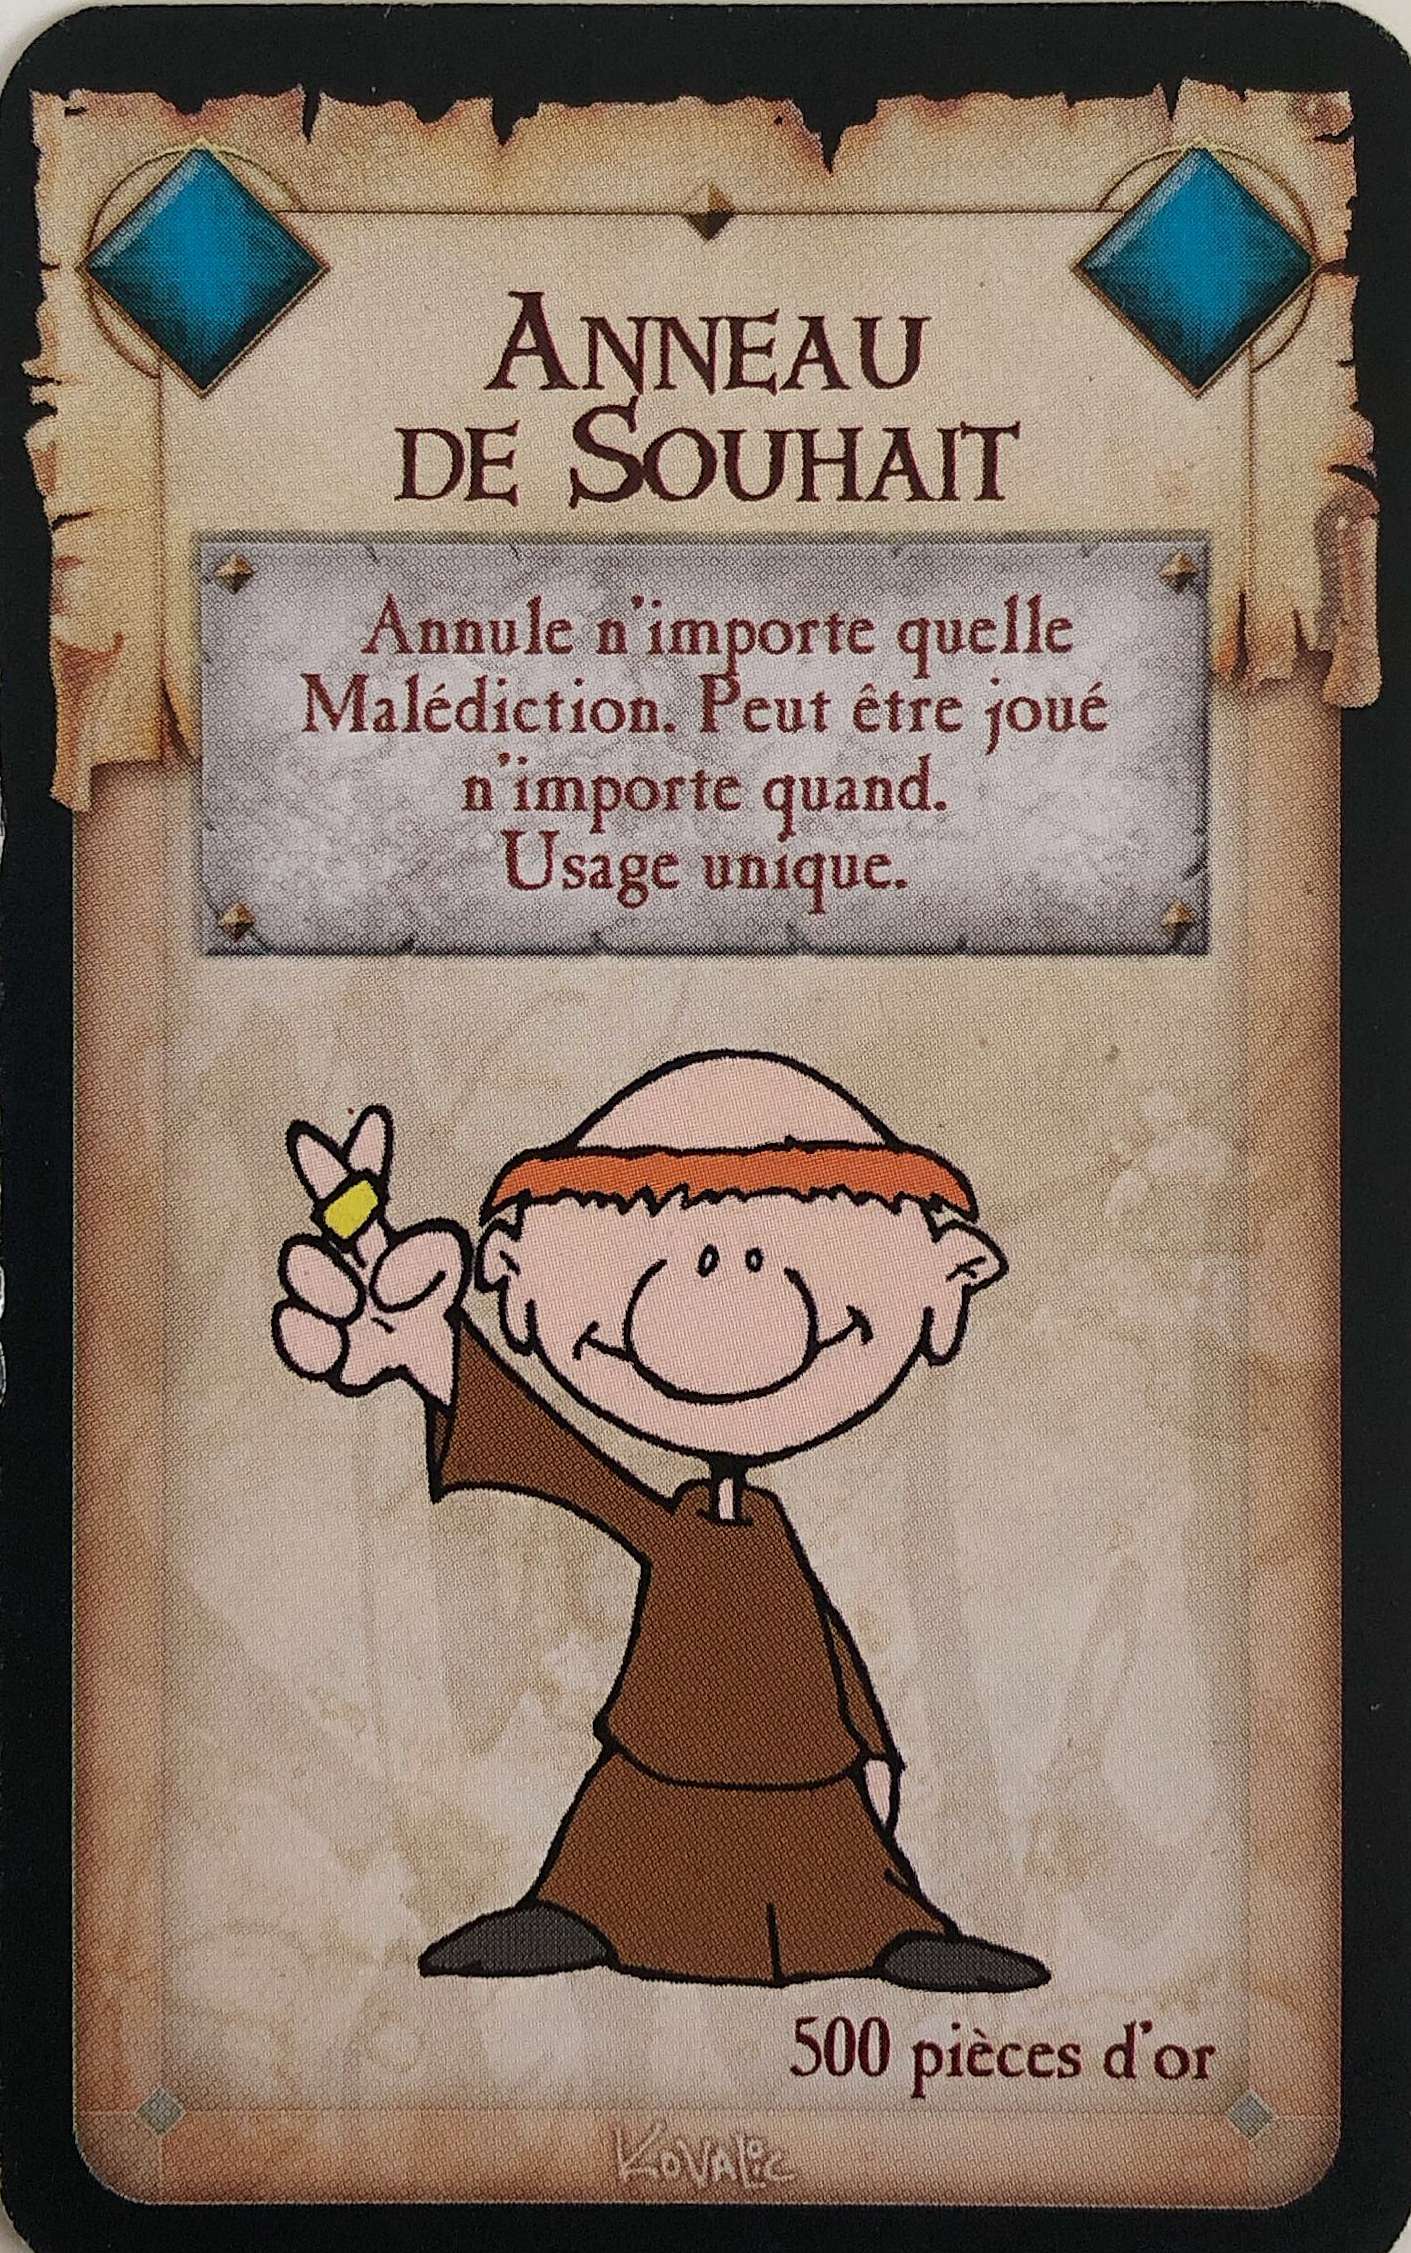 ANNEAU
DE SOUHAIT
Annule n'importe quelle
Malédiction. Peut être joué
n'importe quand.
Usage unique.
500 pièces d'or
KOVALIC